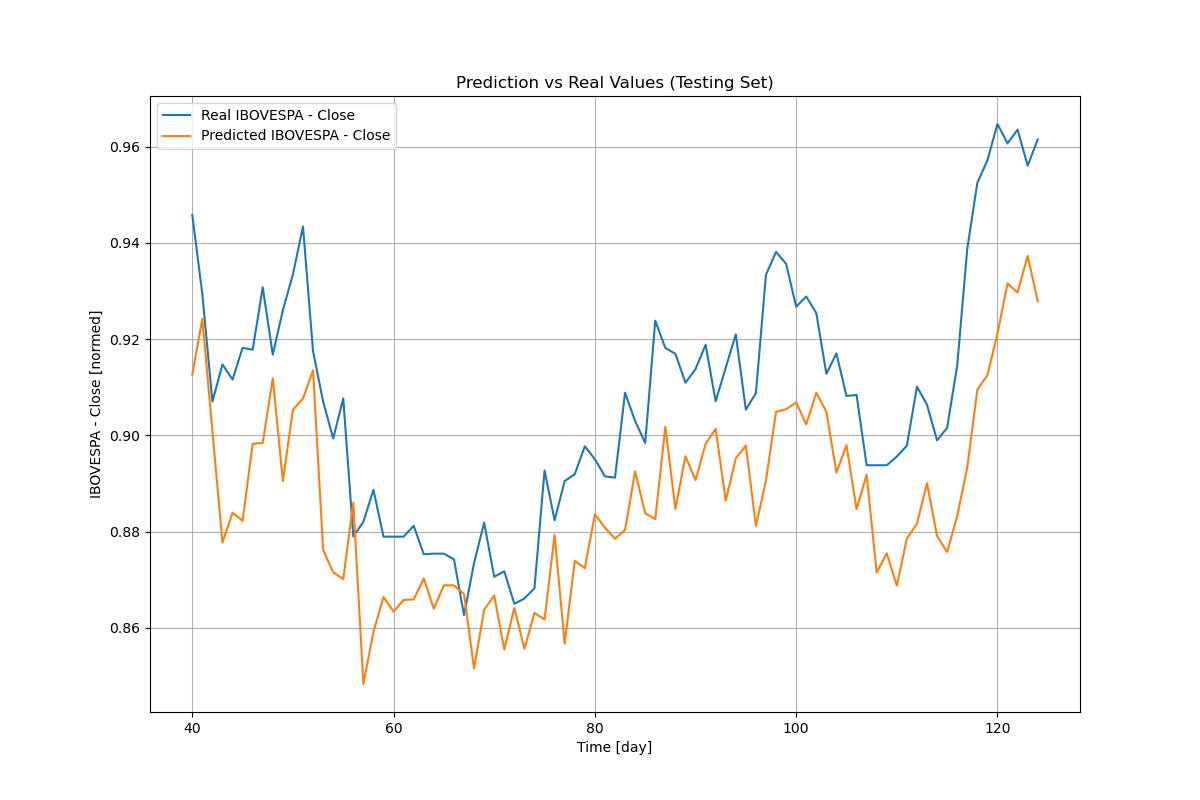 Prediction vs Real Values (Testing Set)
Real IBOVESPA - Close
Predicted IBOVESPA - Close
IBOVESPA - Close [normed]
0.96
0.94
0.92
0.90
0.88
0.86
40 60 80 100 120
Time [day]